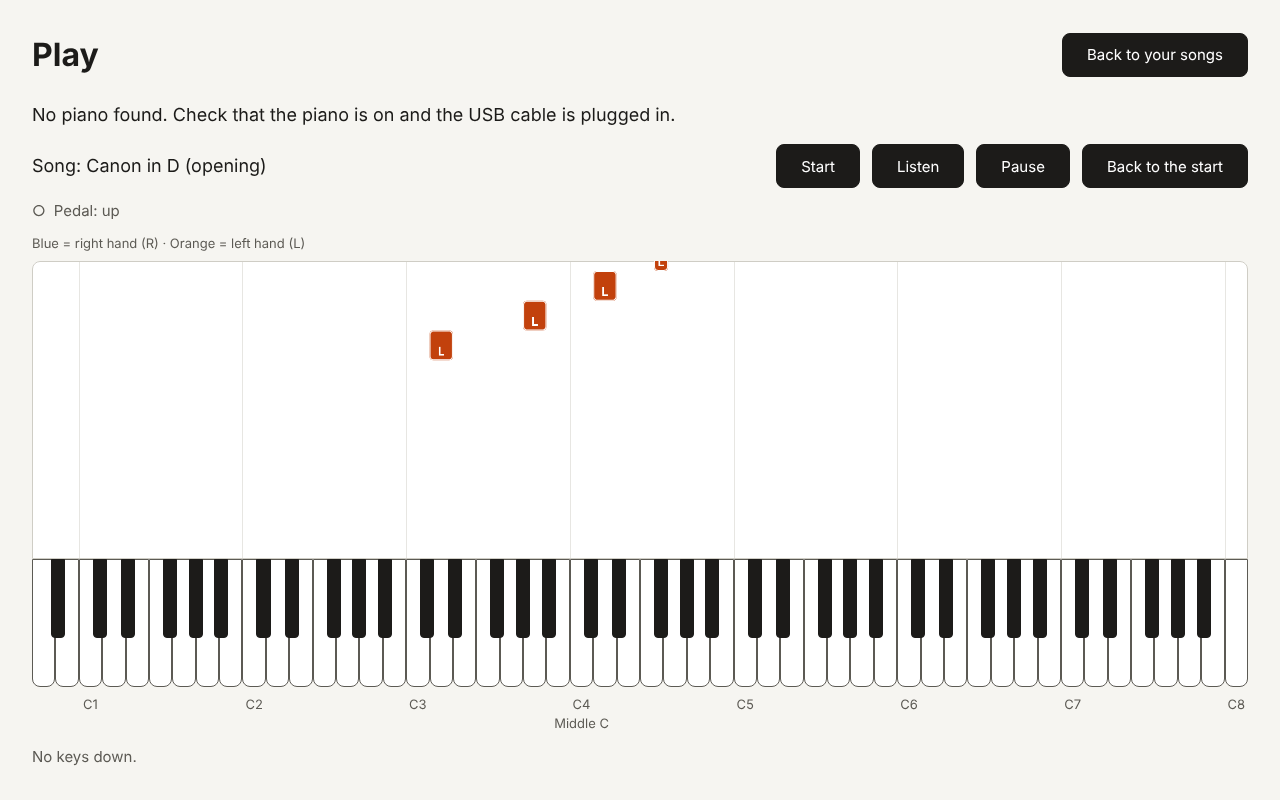 Play
Back to your songs
No piano found. Check that the piano is on and the USB cable is plugged in.
Song: Canon in D (opening)
Start
Listen
Pause
Back to the start
Pedal: up
Blue = right hand (R) · Orange = left hand (L)
L
L
L
L
C1
C2
C3
C4
C5
C6
C7
C8
Middle C
No keys down.